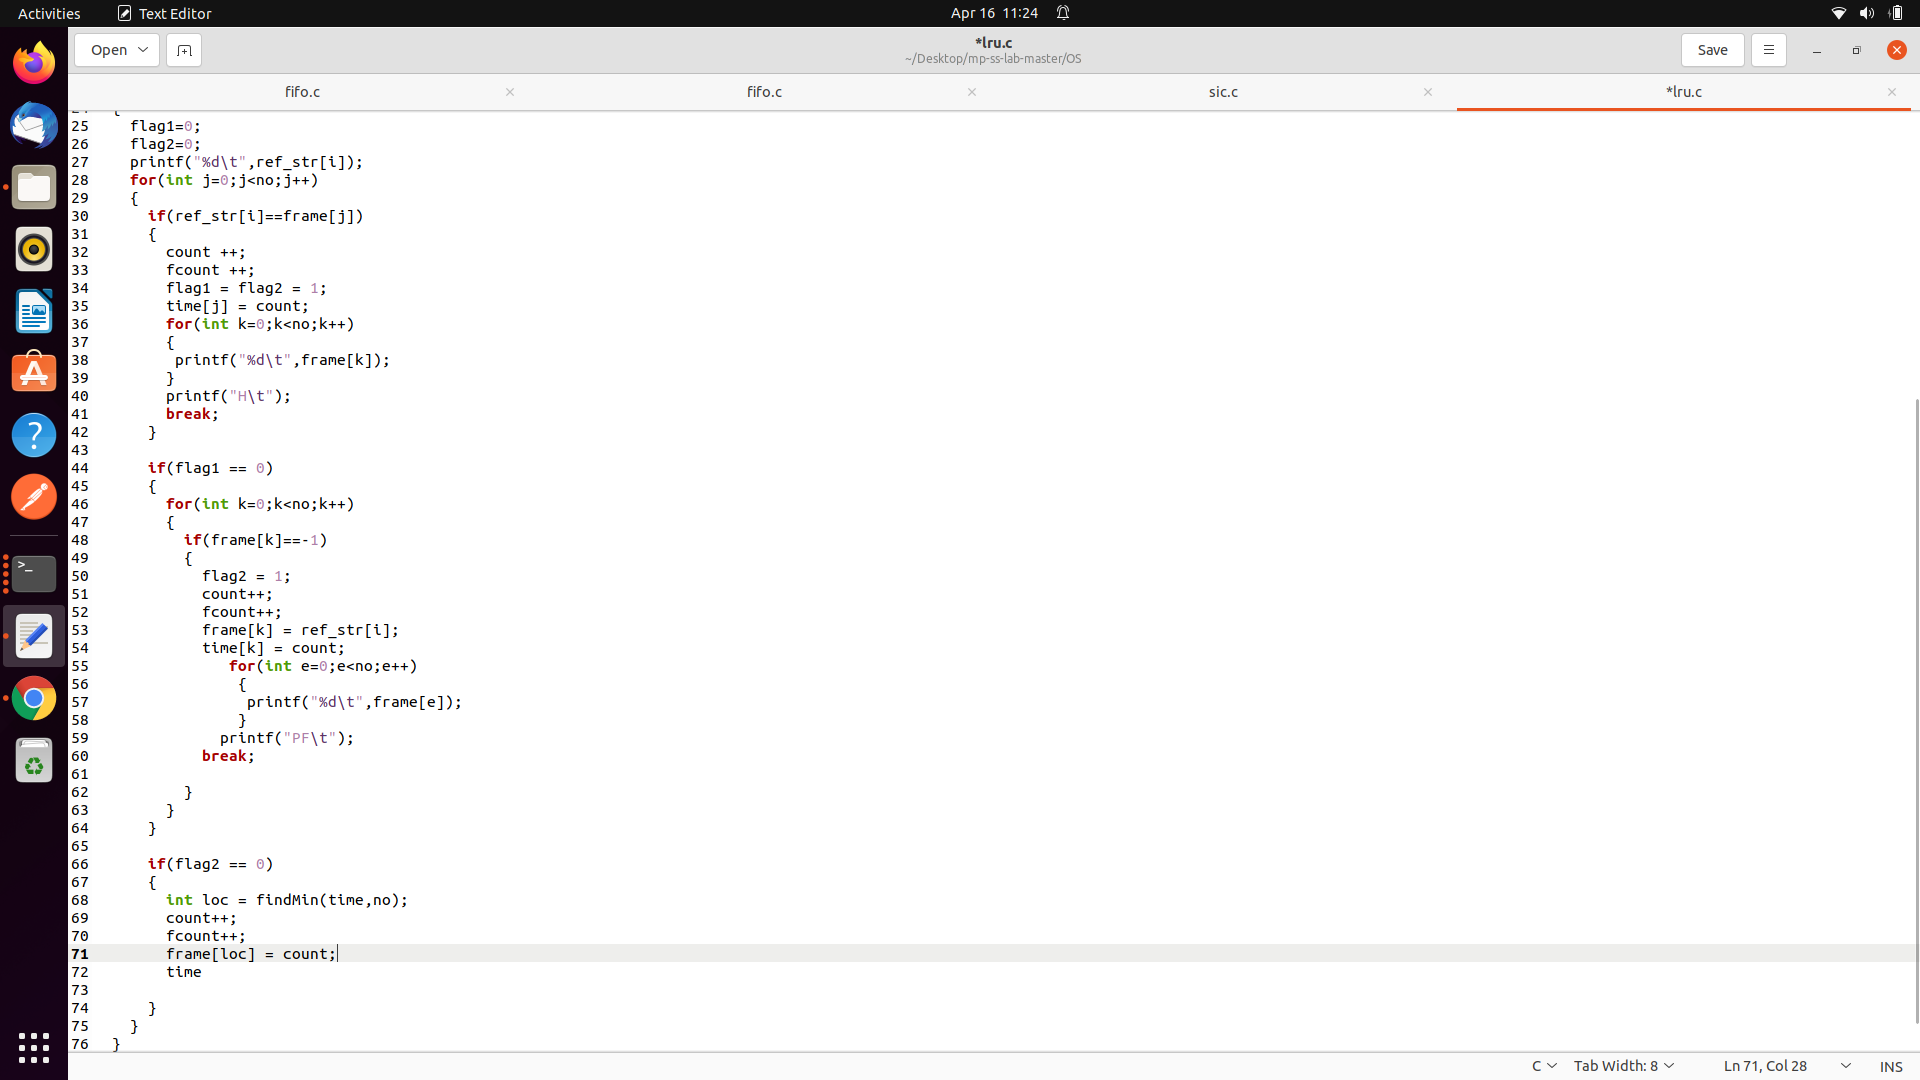 Activities
Text Editor
Apr 16 11:24
Open
*lru.c
~/Desktop/mp-ss-lab-master/OS
Save
fifo.c
fifo.c
sic.c
*lru.c
24 {
25 flag1=0;
26 flag2=0;
27 printf("%d\t",ref_str[i]);
28 for(int j=0;j<no;j++)
29 {
30 if(ref_str[i]==frame[j])
31 {
32 count ++;
33 fcount ++;
34 flag1 = flag2 = 1;
35 time[j] = count;
36 for(int k=0;k<no;k++)
37 {
38 printf("%d\t",frame[k]);
39 }
40 printf("H\t");
41 break;
42 }
43
44 if(flag1 == 0)
45 {
46 for(int k=0;k<no;k++)
47 {
48 if(frame[k]==-1)
49 {
50 flag2 = 1;
51 count++;
52 fcount++;
53 frame[k] = ref_str[i];
54 time[k] = count;
55 for(int e=0;e<no;e++)
56 {
57 printf("%d\t",frame[e]);
58 }
59 printf("PF\t");
60 break;
61
62 }
63 }
64 }
65
66 if(flag2 == 0)
67 {
68 int loc = findMin(time,no);
69 count++;
70 fcount++;
71 frame[loc] = count;
72 time
73
74 }
75 }
76 }
C
Tab Width: 8
Ln 71, Col 28
INS